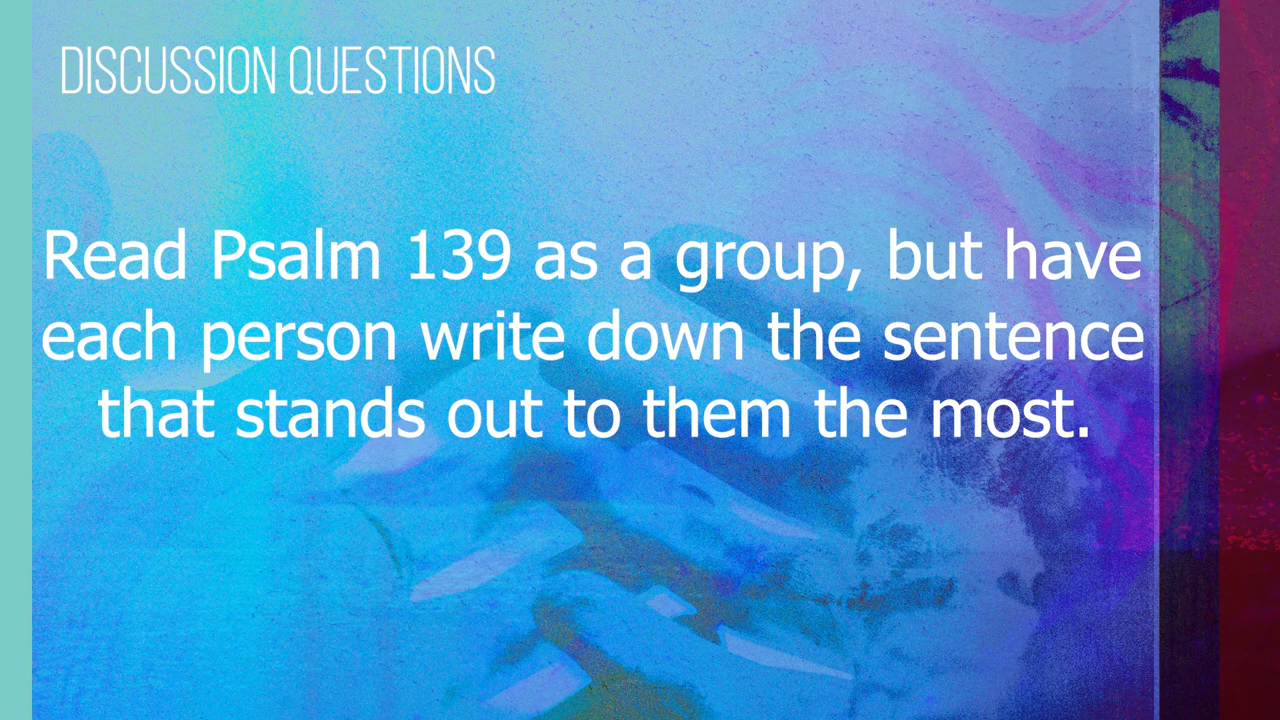 DISCUSSION QUESTIONS
Read Psalm 139 as a group, but have
each person write down the sentence
that stands out to them the most.